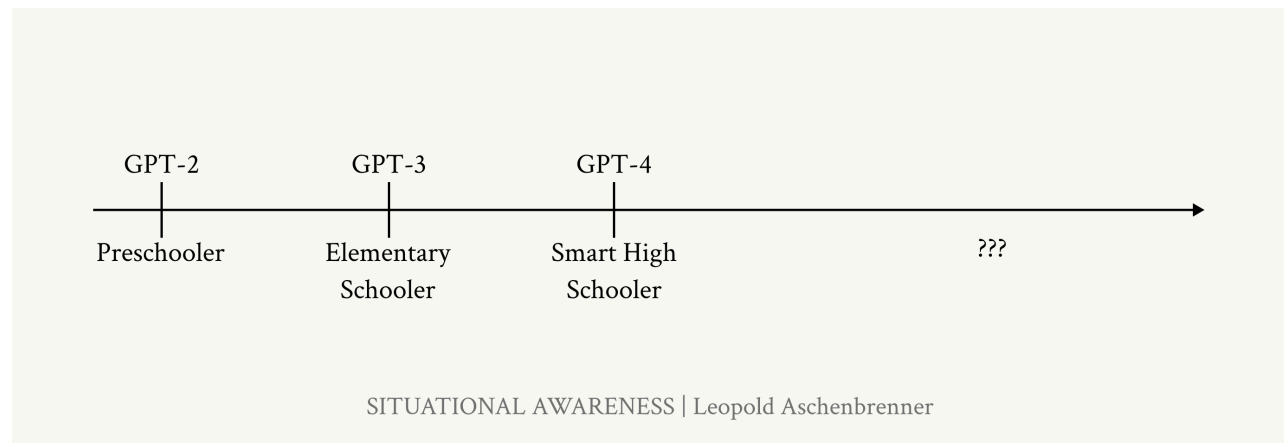 GPT-2 GPT-3 GPT-4
Preschooler Elementary Schooler Smart High Schooler ???
SITUATIONAL AWARENESS | Leopold Aschenbrenner